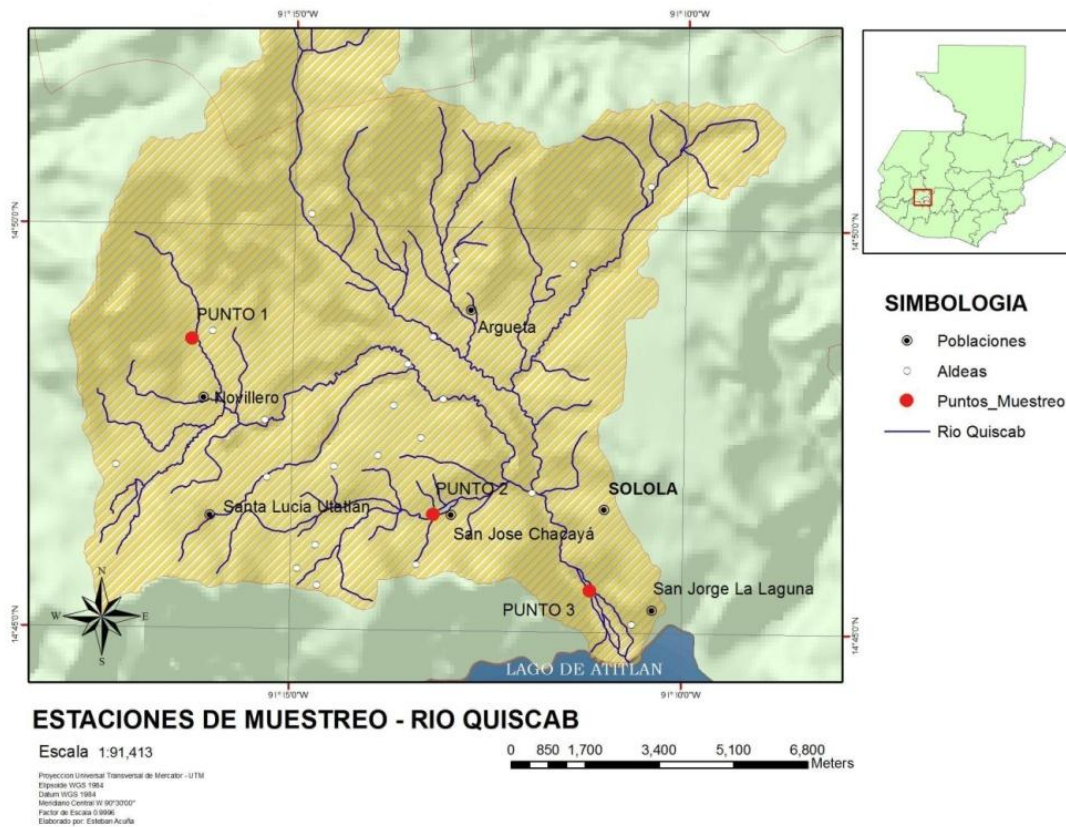 91°15'0"W
91°10'0"W
14°50'0"N
14°50'0"N
PUNTO 1
Argueta
Novillero
PUNTO 2
SOLOLA
Santa Lucia Utatlán
San Jose Chacayá
PUNTO 3
San Jorge La Laguna
14°45'0"N
14°45'0"N
N
W
E
S
LAGO DE ATITLAN
91°15'0"W
91°10'0"W
SIMBOLOGIA
Poblaciones
Aldeas
Puntos_Muestreo
Rio Quiscab
ESTACIONES DE MUESTREO - RIO QUISCAB
Escala 1:91,413
0 850 1,700 3,400 5,100 6,800
Meters
Proyeccion Universal Transversal de Mercator - UTM
Elipsoide WGS 1984
Datum WGS 1984
Meridiano Central W 90°30'00"
Factor de Escala 0.9996
Elaborado por: Esteban Acuña